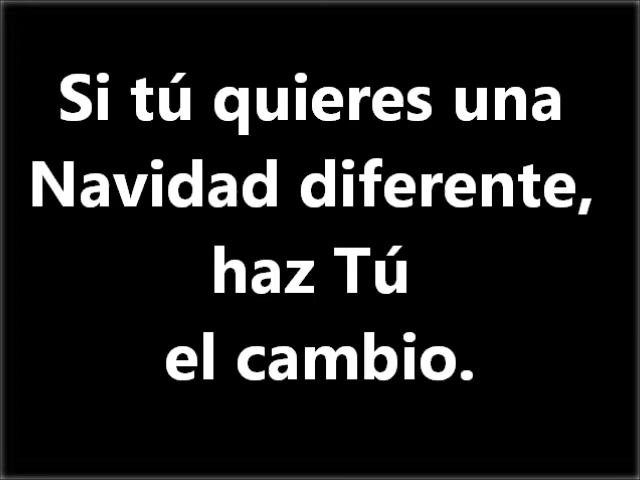 Si tú quieres una
Navidad diferente,
haz Tú
el cambio.